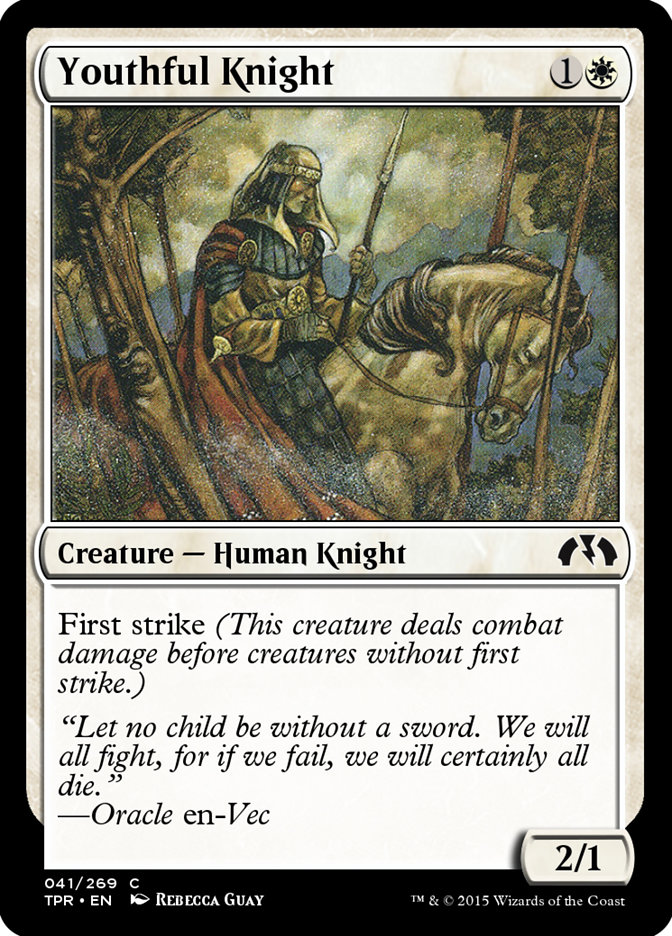 Youthful Knight 1
Creature — Human Knight
First strike (This creature deals combat
damage before creatures without first
strike.)
“Let no child be without a sword. We will
all fight, for if we fail, we will certainly all
die.”
—Oracle en-Vec
2/1
041/269 C
TPR • EN Rebecca Guay
™ & © 2015 Wizards of the Coast